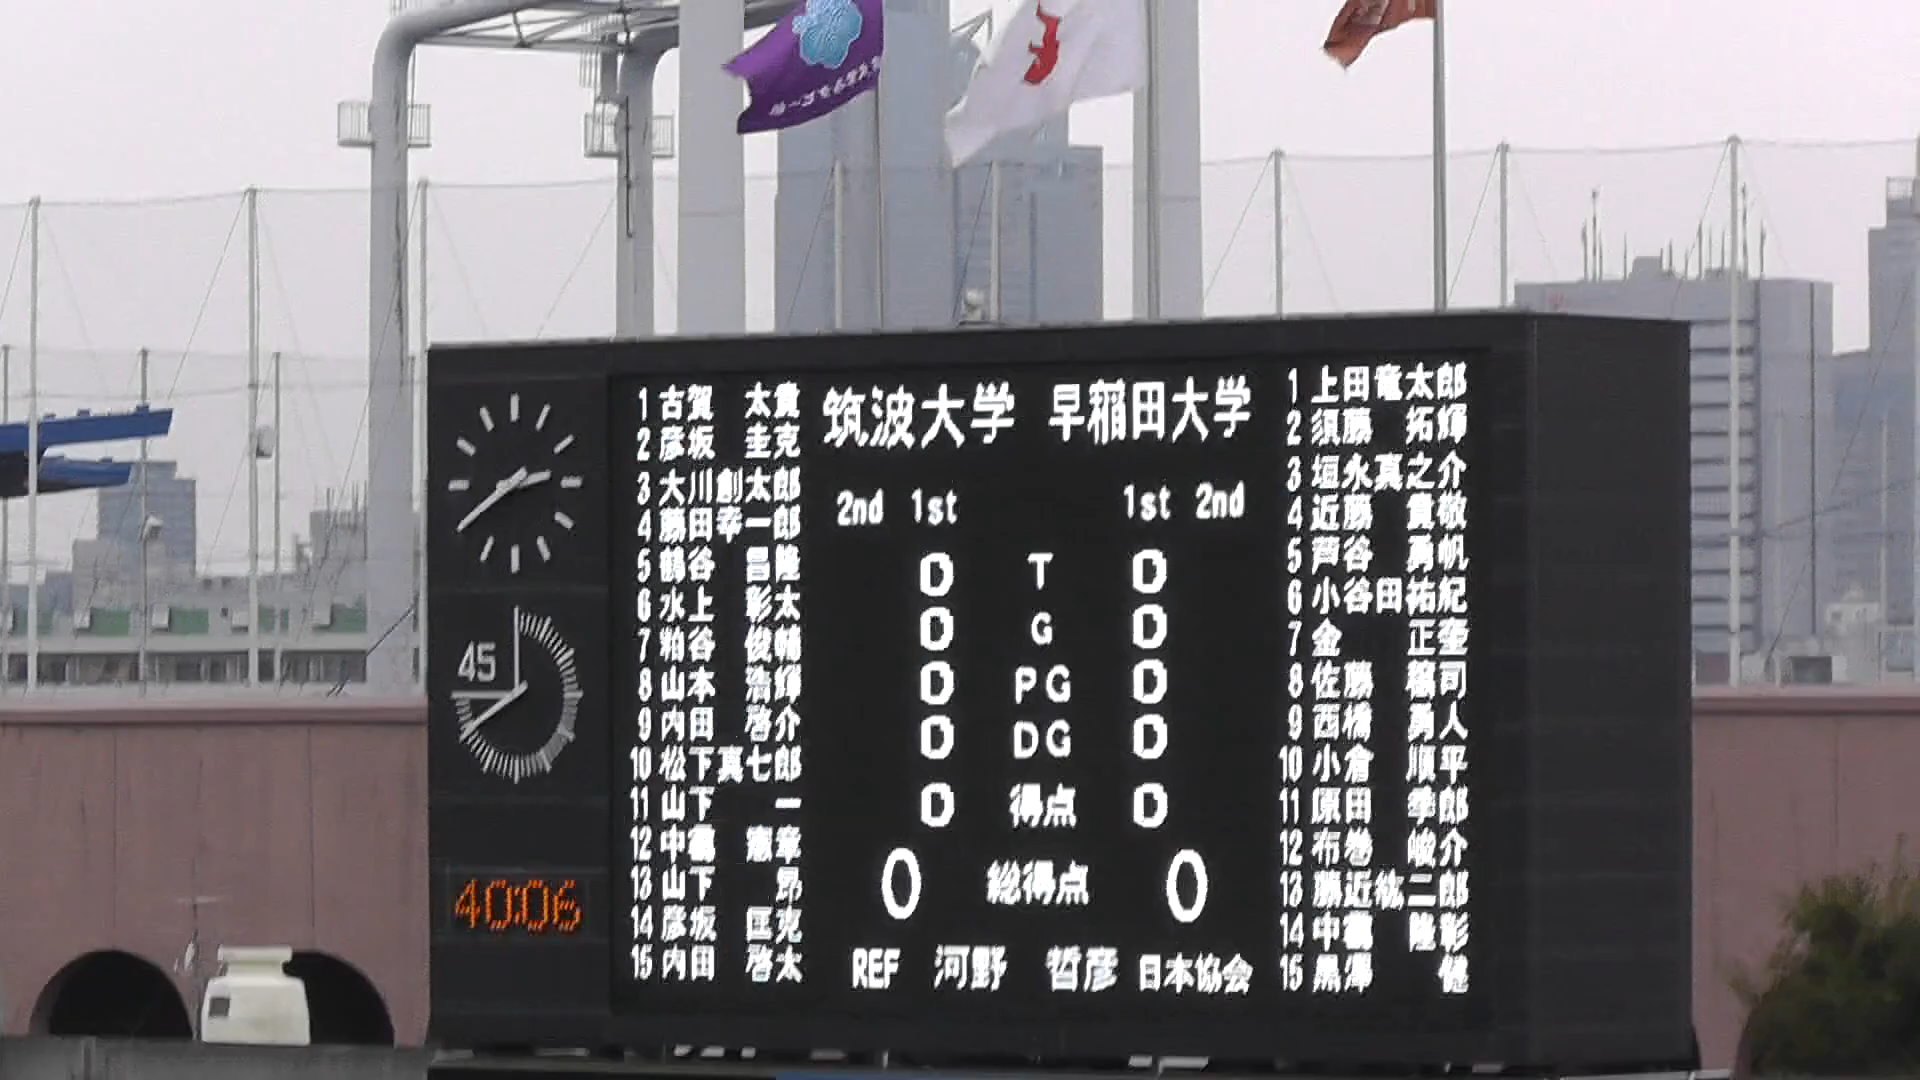 1 古賀 太貴
2 彦坂 圭克
3 大川創太郎
4 藤田幸一郎
5 鶴谷 昌隆
6 水上 彰太
7 粕谷 俊輔
8 山本 浩輝
9 内田 啓介
10 松下真七郎
11 山下 一
12 中靍 憲章
13 山下 昂
14 彦坂 匡克
15 内田 啓太
筑波大学 早稲田大学
2nd 1st 1st 2nd
0 T 0
0 G 0
0 PG 0
0 DG 0
0 得点 0
0 総得点 0
REF 河野 哲彦 日本協会
1 上田竜太郎
2 須藤 拓輝
3 垣永真之介
4 近藤 貴敬
5 芦谷 勇帆
6 小谷田祐紀
7 金 正奎
8 佐藤 穣司
9 西橋 勇人
10 小倉 順平
11 原田 季郎
12 布巻 峻介
13 藤近紘二郎
14 中靍 隆彰
15 黒澤 健
45
40:06